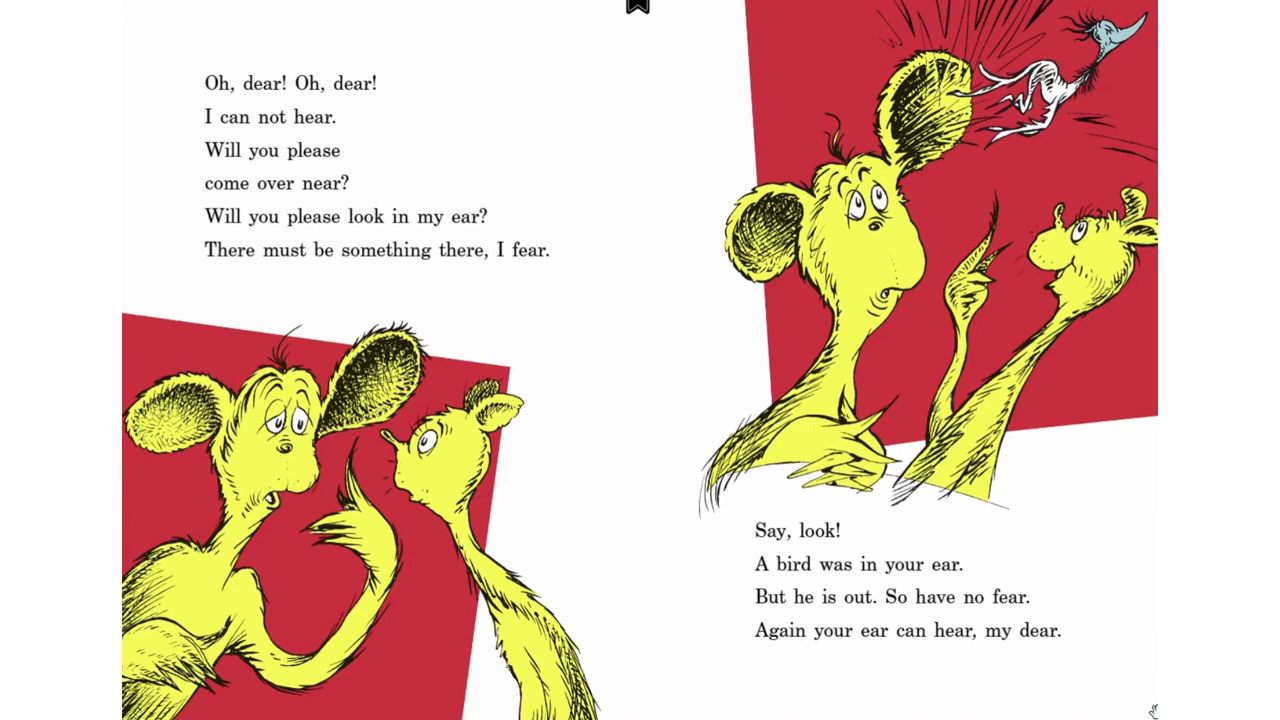 Oh, dear! Oh, dear!
I can not hear.
Will you please
come over near?
Will you please look in my ear?
There must be something there, I fear.
Say, look!
A bird was in your ear.
But he is out. So have no fear.
Again your ear can hear, my dear.